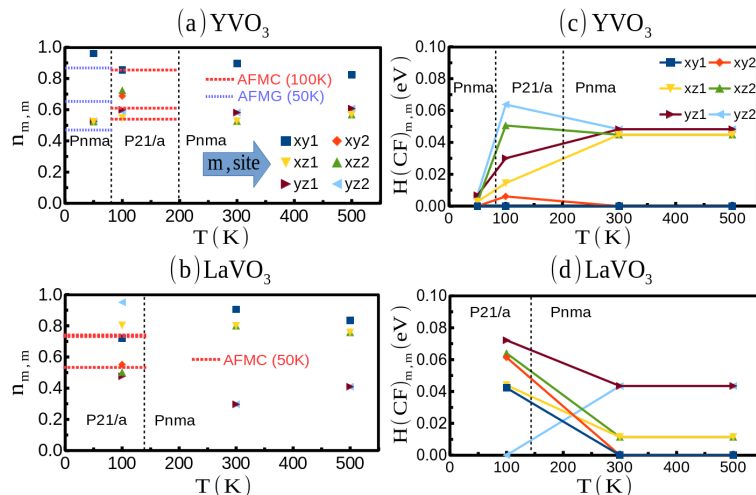 (a) YVO3
n m, m
1.0
0.8
0.6
0.4
0.2
0.0
AFMC (100K)
AFMG (50K)
Pnma
P21/a
Pnma
m,site
xy1
xy2
xz1
xz2
yz1
yz2
0 100 200 300 400 500
T(K)
(b) LaVO3
n m, m
1.0
0.8
0.6
0.4
0.2
0.0
AFMC (50K)
P21/a
Pnma
0 100 200 300 400 500
T(K)
(c) YVO3
H(CF)m,m(eV)
0.10
0.08
0.06
0.04
0.02
0.00
Pnma
P21/a
Pnma
xy1
xy2
xz1
xz2
yz1
yz2
0 100 200 300 400 500
T(K)
(d) LaVO3
H(CF)m,m(eV)
0.10
0.08
0.06
0.04
0.02
0.00
P21/a
Pnma
0 100 200 300 400 500
T(K)